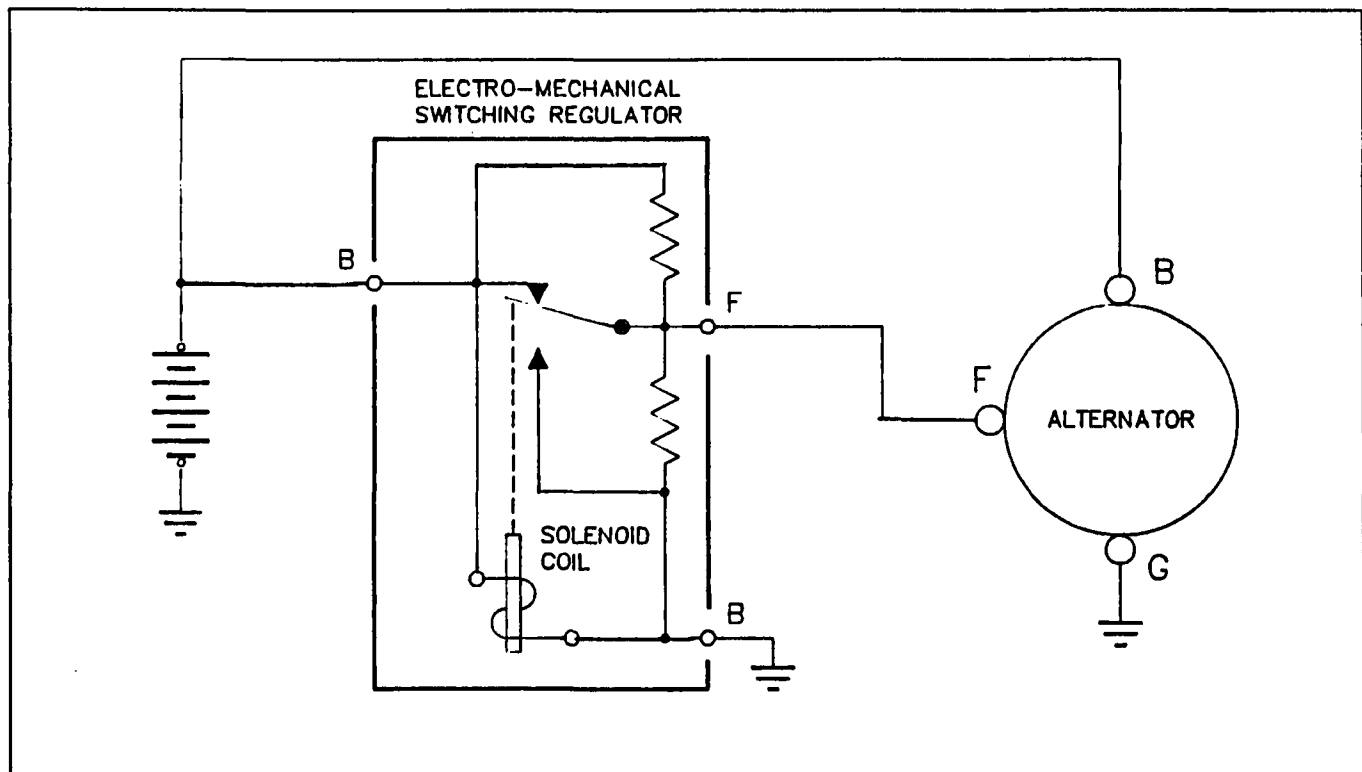 ELECTRO-MECHANICAL
SWITCHING REGULATOR
B
F
B
F
ALTERNATOR
SOLENOID
COIL
G
B